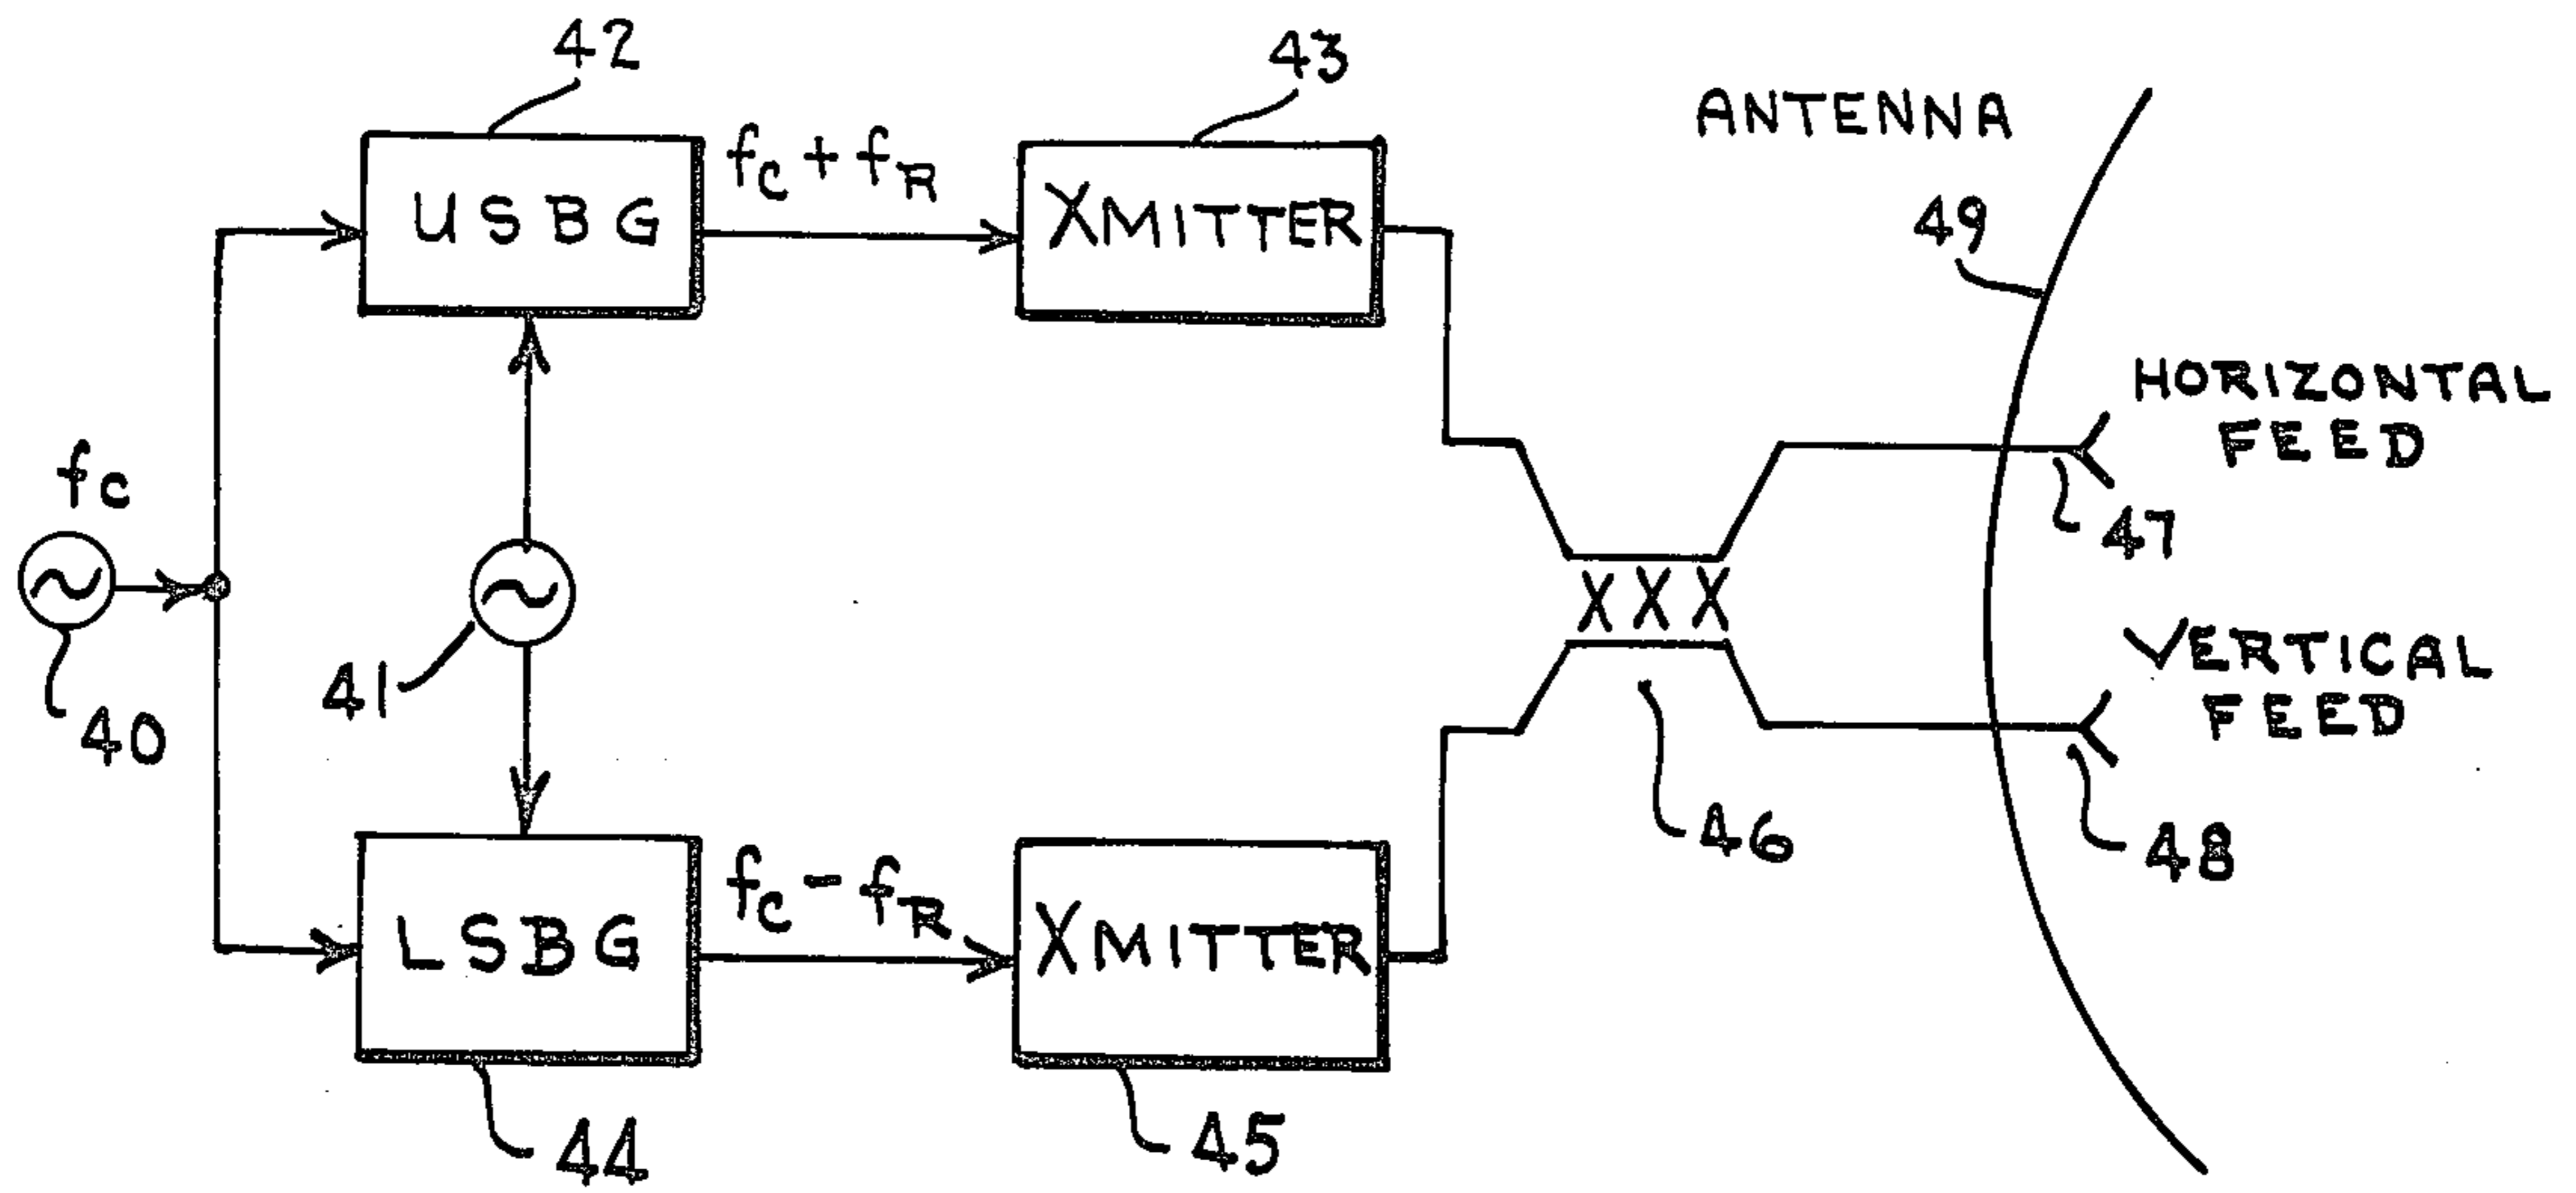 42
43
ANTENNA
USBG
fC + fR
XMITTER
49
HORIZONTAL
FEED
fC
47
XXX
VERTICAL
FEED
41
40
46
48
LSBG
fC - fR
XMITTER
44
45